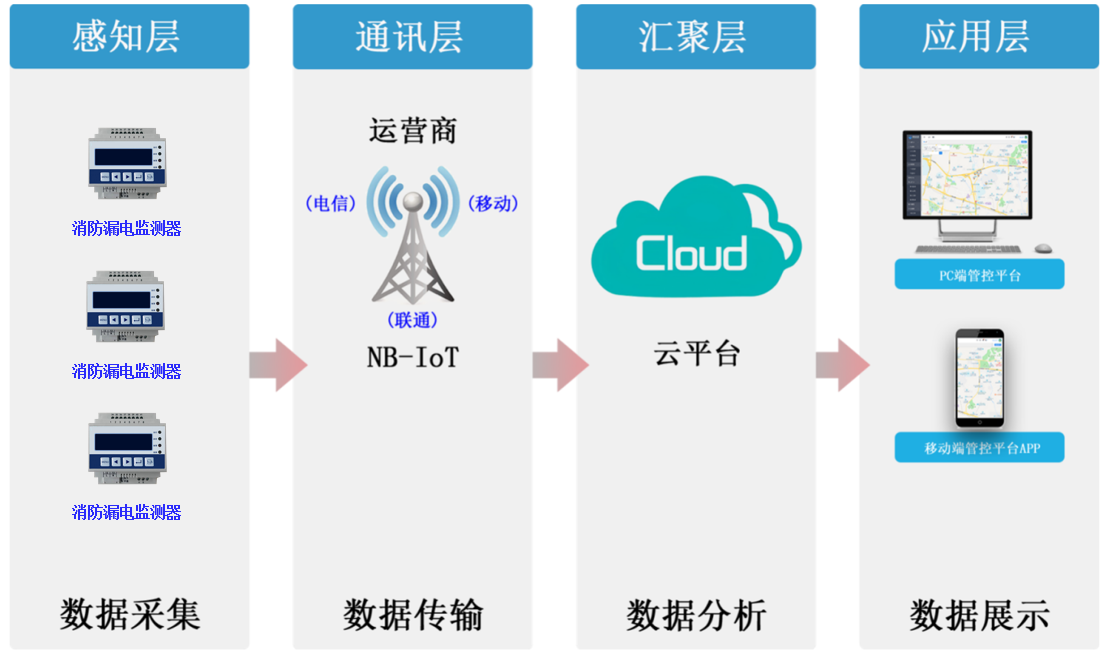 感知层
消防漏电监测器
消防漏电监测器
消防漏电监测器
数据采集
通讯层
运营商
（电信）
（移动）
（联通）
NB-IoT
数据传输
汇聚层
Cloud
云平台
数据分析
应用层
PC端管控平台
移动端管控平台APP
数据展示